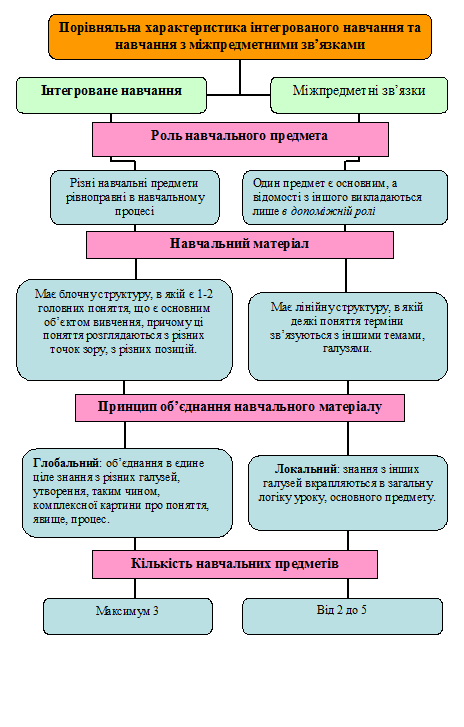 Порівняльна характеристика інтегрованого навчання та
навчання з міжпредметними зв’язками
Інтегроване навчання
Міжпредметні зв’язки
Роль навчального предмета
Різні навчальні предмети
рівноправні в навчальному
процесі
Один предмет є основним, а
відомості з іншого викладаються
лише в допоміжній ролі
Навчальний матеріал
Має блочну структуру, в якій є 1-2
головних поняття, що є основним
об’єктом вивчення, причому ці
поняття розглядаються з різних
точок зору, з різних позицій.
Має лінійну структуру, в якій
деякі поняття терміни
зв’язуються з іншими темами,
галузями.
Принцип об’єднання навчального матеріалу
Глобальний: об’єднання в єдине
ціле знання з різних галузей,
утворення, таким чином,
комплексної картини про поняття,
явище, процес.
Локальний: знання з інших
галузей вкрапляються в загальну
логіку уроку, основного предмету.
Кількість навчальних предметів
Максимум 3
Від 2 до 5